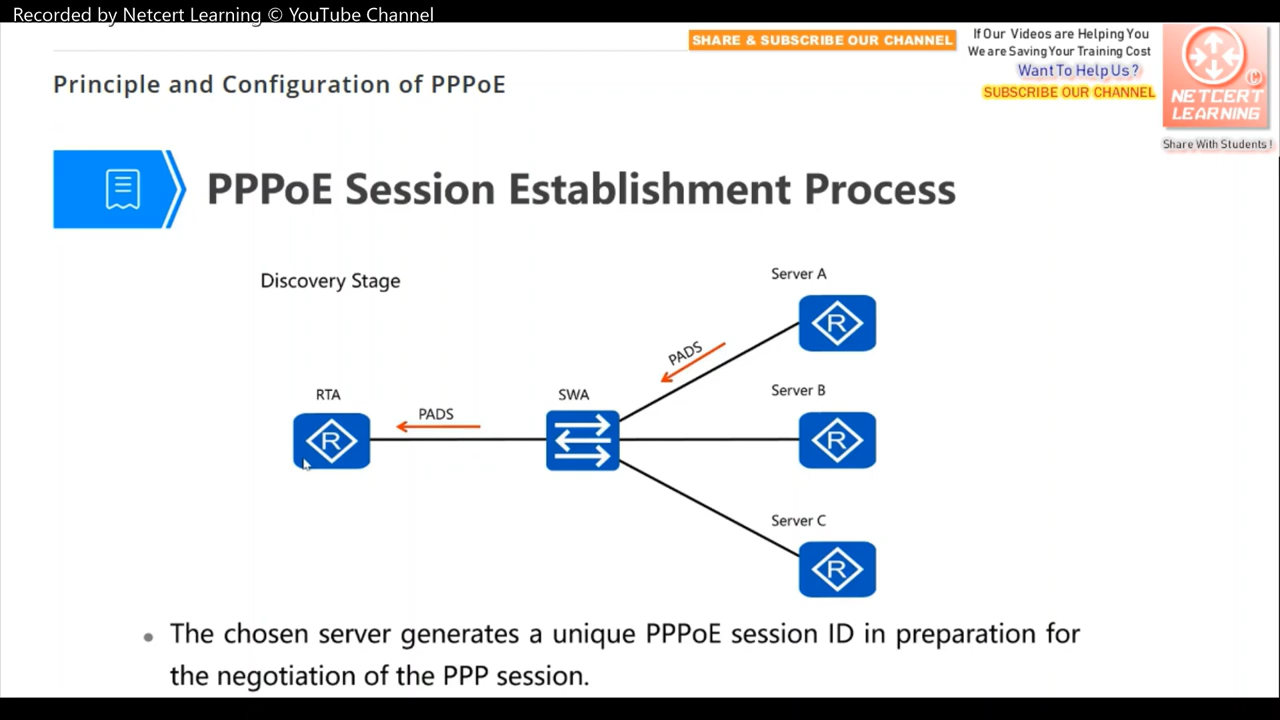 Recorded by Netcert Learning © YouTube Channel
SHARE & SUBSCRIBE OUR CHANNEL
If Our Videos are Helping You
We are Saving Your Training Cost
Want To Help Us ?
SUBSCRIBE OUR CHANNEL
©
NETCERT
LEARNING
Share With Students !
Principle and Configuration of PPPoE
PPPoE Session Establishment Process
Discovery Stage
Server A
R
PADS
Server B
R
RTA
R
PADS
SWA
Server C
R
• The chosen server generates a unique PPPoE session ID in preparation for
the negotiation of the PPP session.